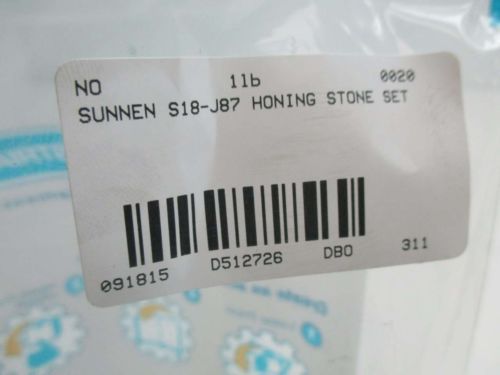 NO 1lb 0020
SUNNEN S18-J87 HONING STONE SET
091815 D512726 DBO 311